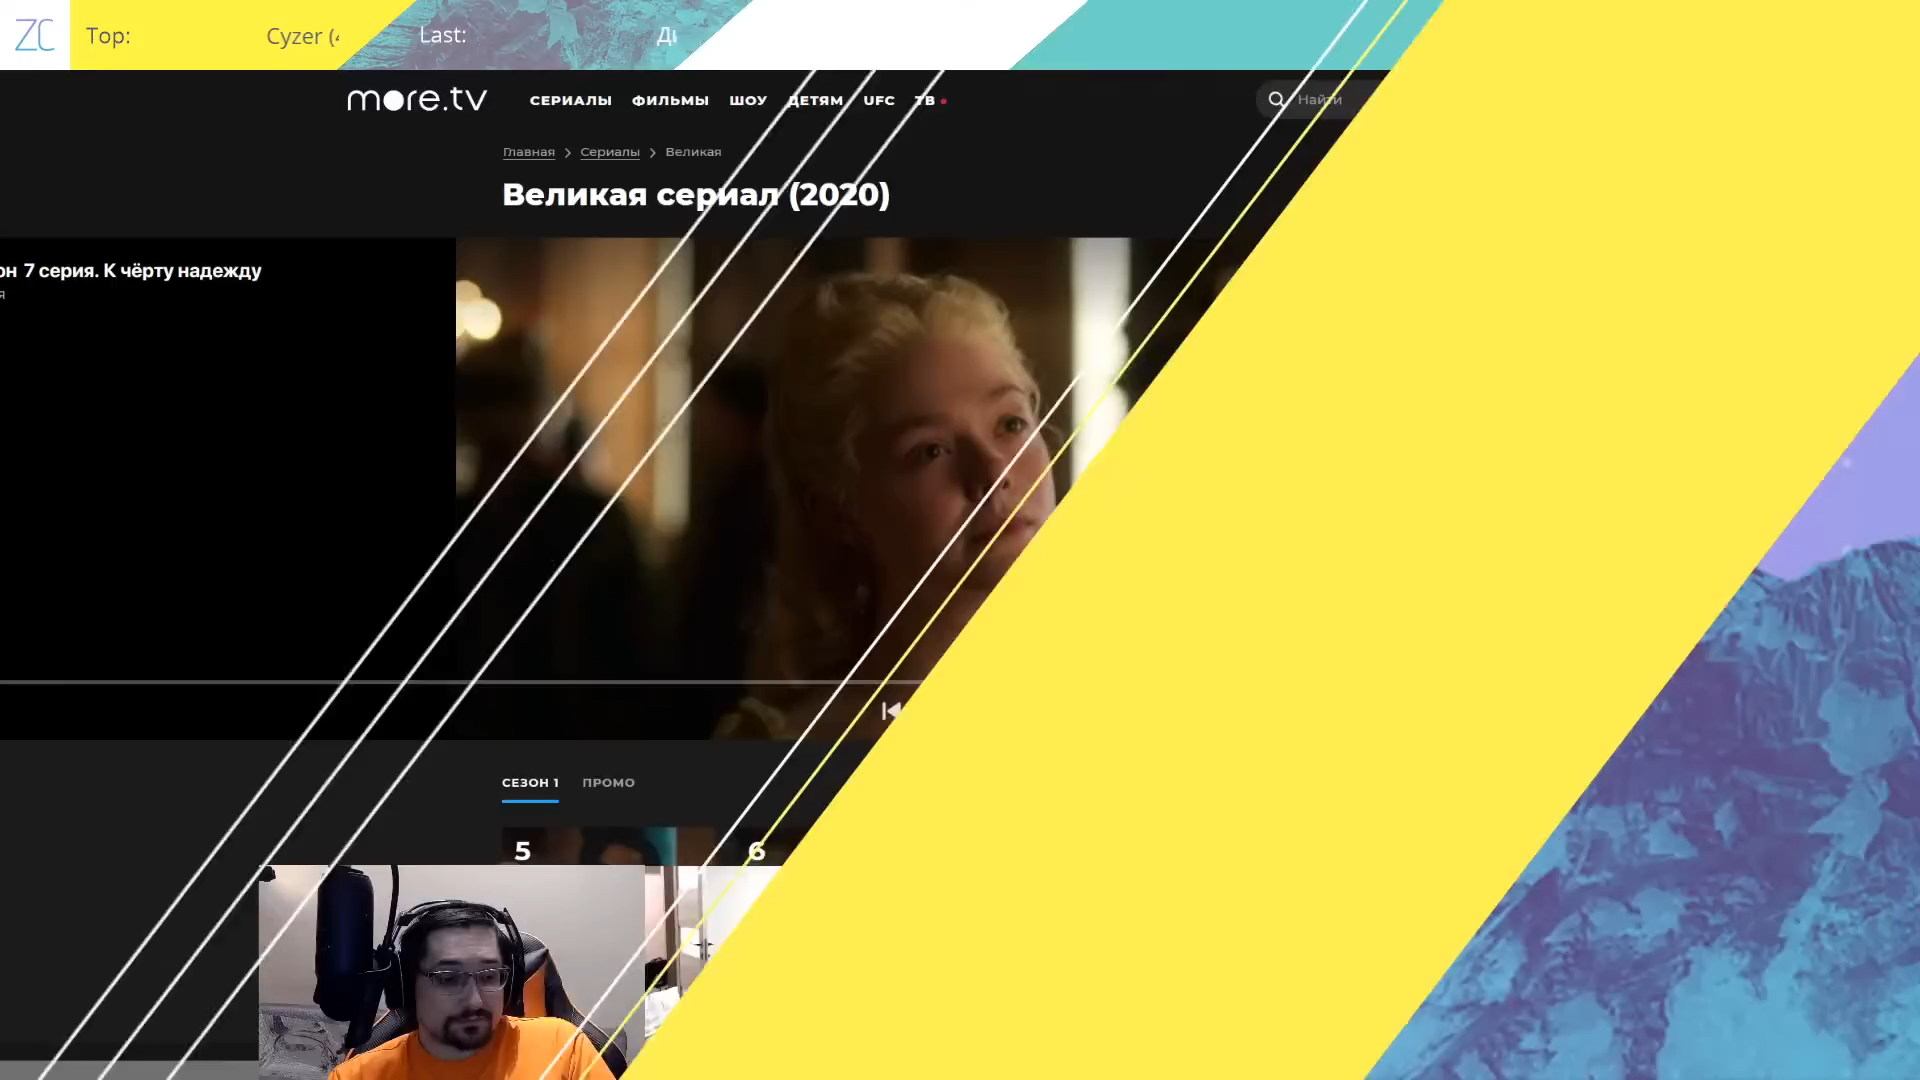 ZC
Top:
Cyzer (
Last:
more.tv
СЕРИАЛЫ
ФИЛЬМЫ
ШОУ
ДЕТЯМ
UFC
ТВ
Найти
Главная > Сериалы > Великая
Великая сериал (2020)
7 серия. К чёрту надежду
СЕЗОН 1
ПРОМО
5
6